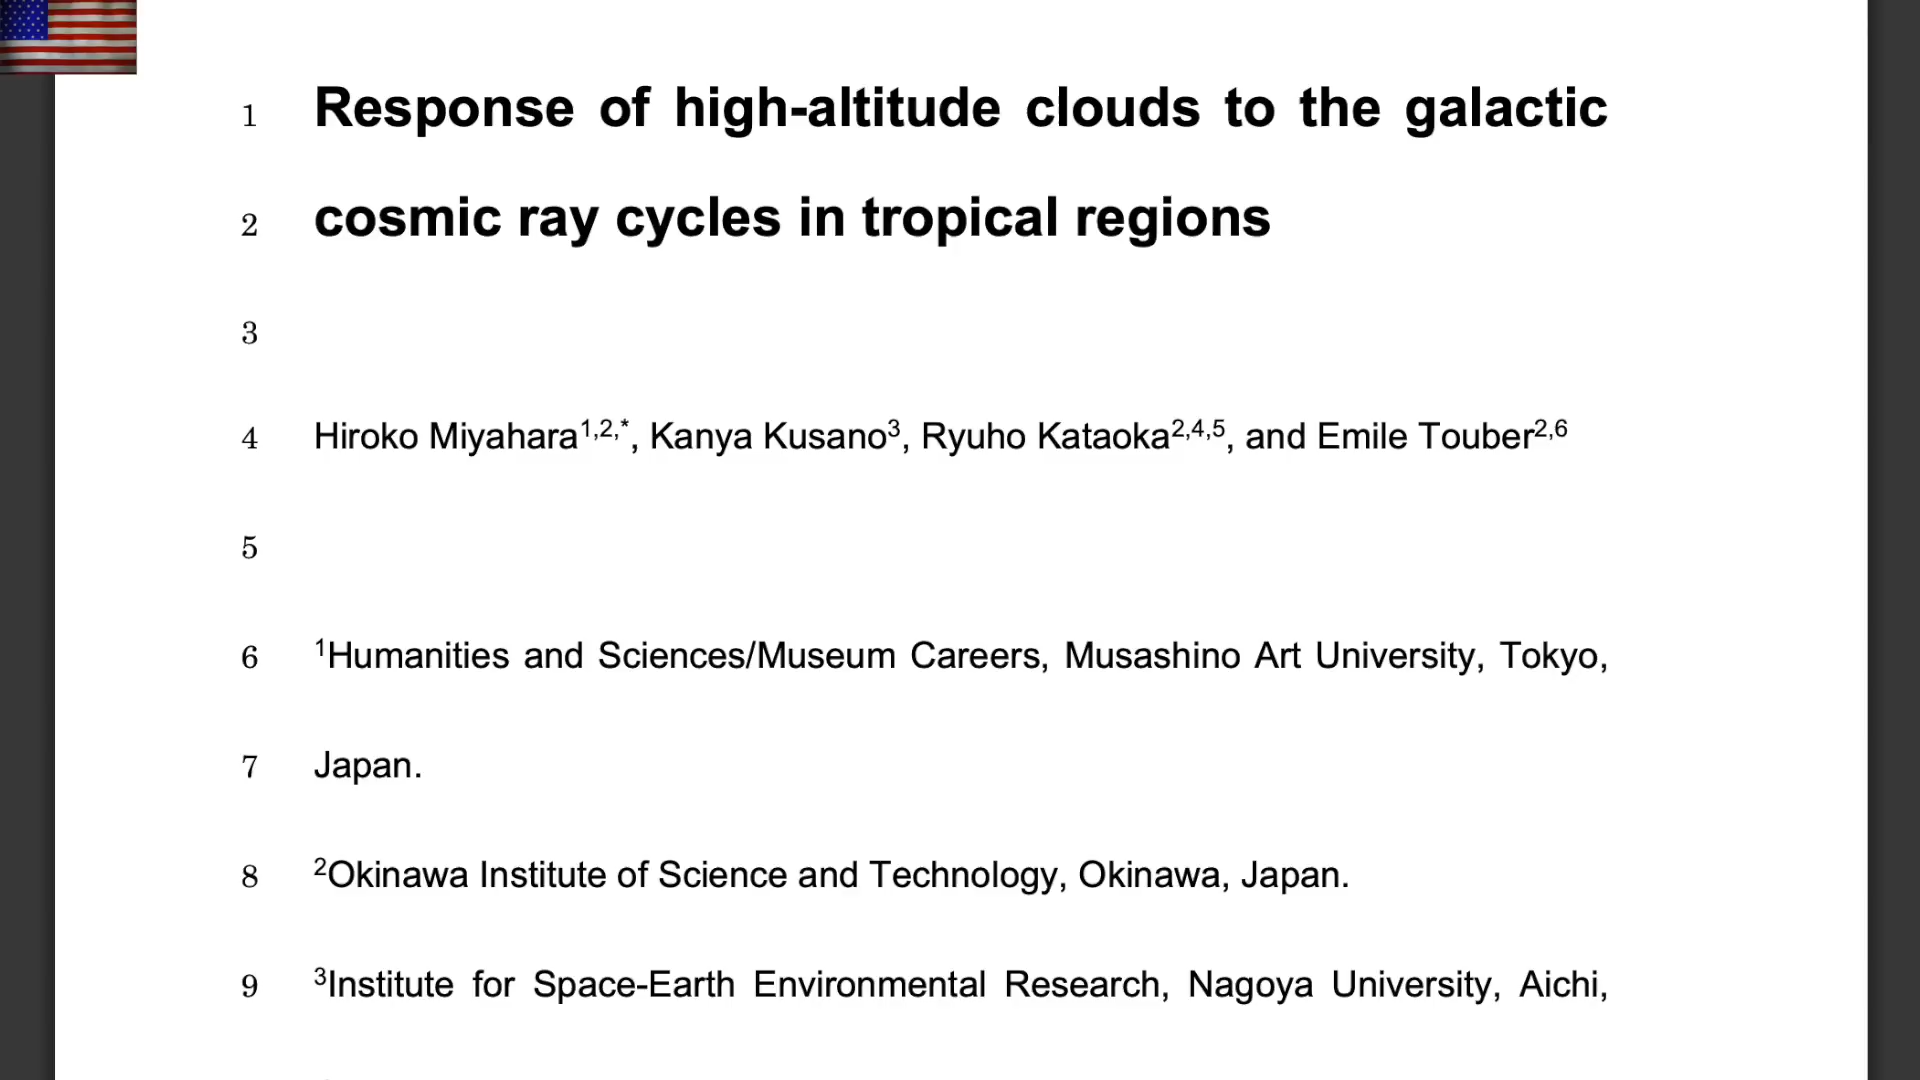 1 Response of high-altitude clouds to the galactic
2 cosmic ray cycles in tropical regions
3
4 Hiroko Miyahara1,2,*, Kanya Kusano3, Ryuho Kataoka2,4,5, and Emile Touber2,6
5
6 1Humanities and Sciences/Museum Careers, Musashino Art University, Tokyo,
7 Japan.
8 2Okinawa Institute of Science and Technology, Okinawa, Japan.
9 3Institute for Space-Earth Environmental Research, Nagoya University, Aichi,